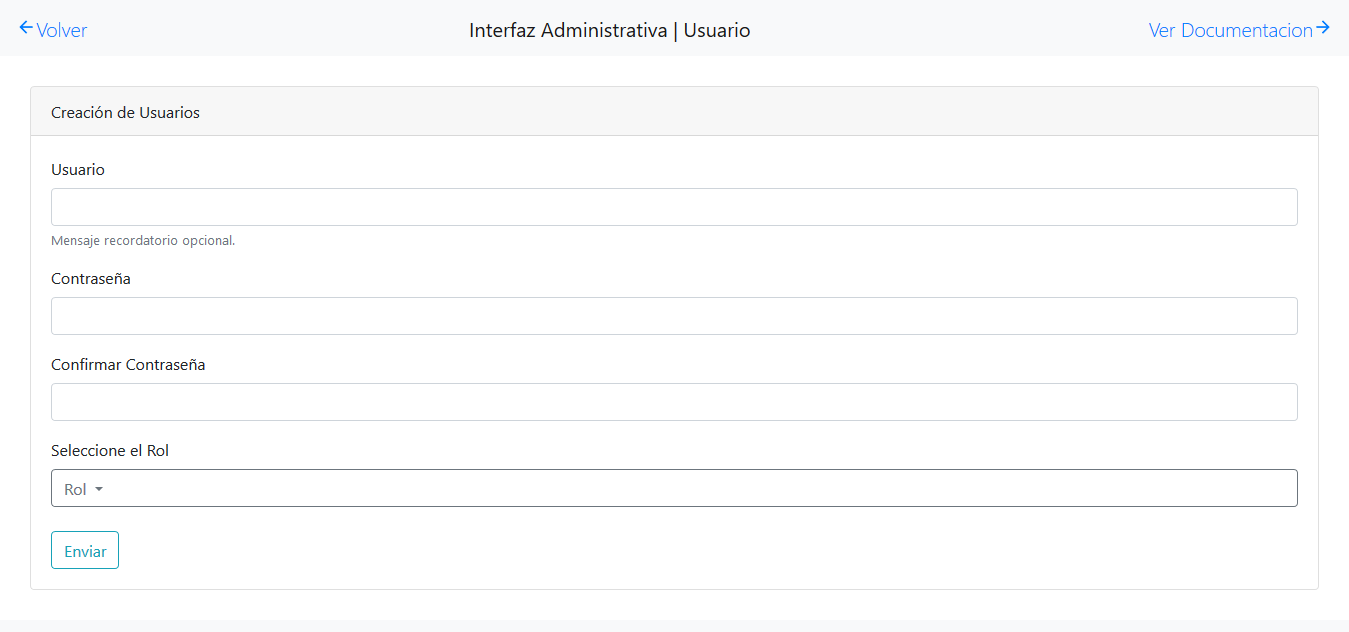 Volver
Interfaz Administrativa | Usuario
Ver Documentacion
Creación de Usuarios
Usuario
Mensaje recordatorio opcional.
Contraseña
Confirmar Contraseña
Seleccione el Rol
Rol
Enviar